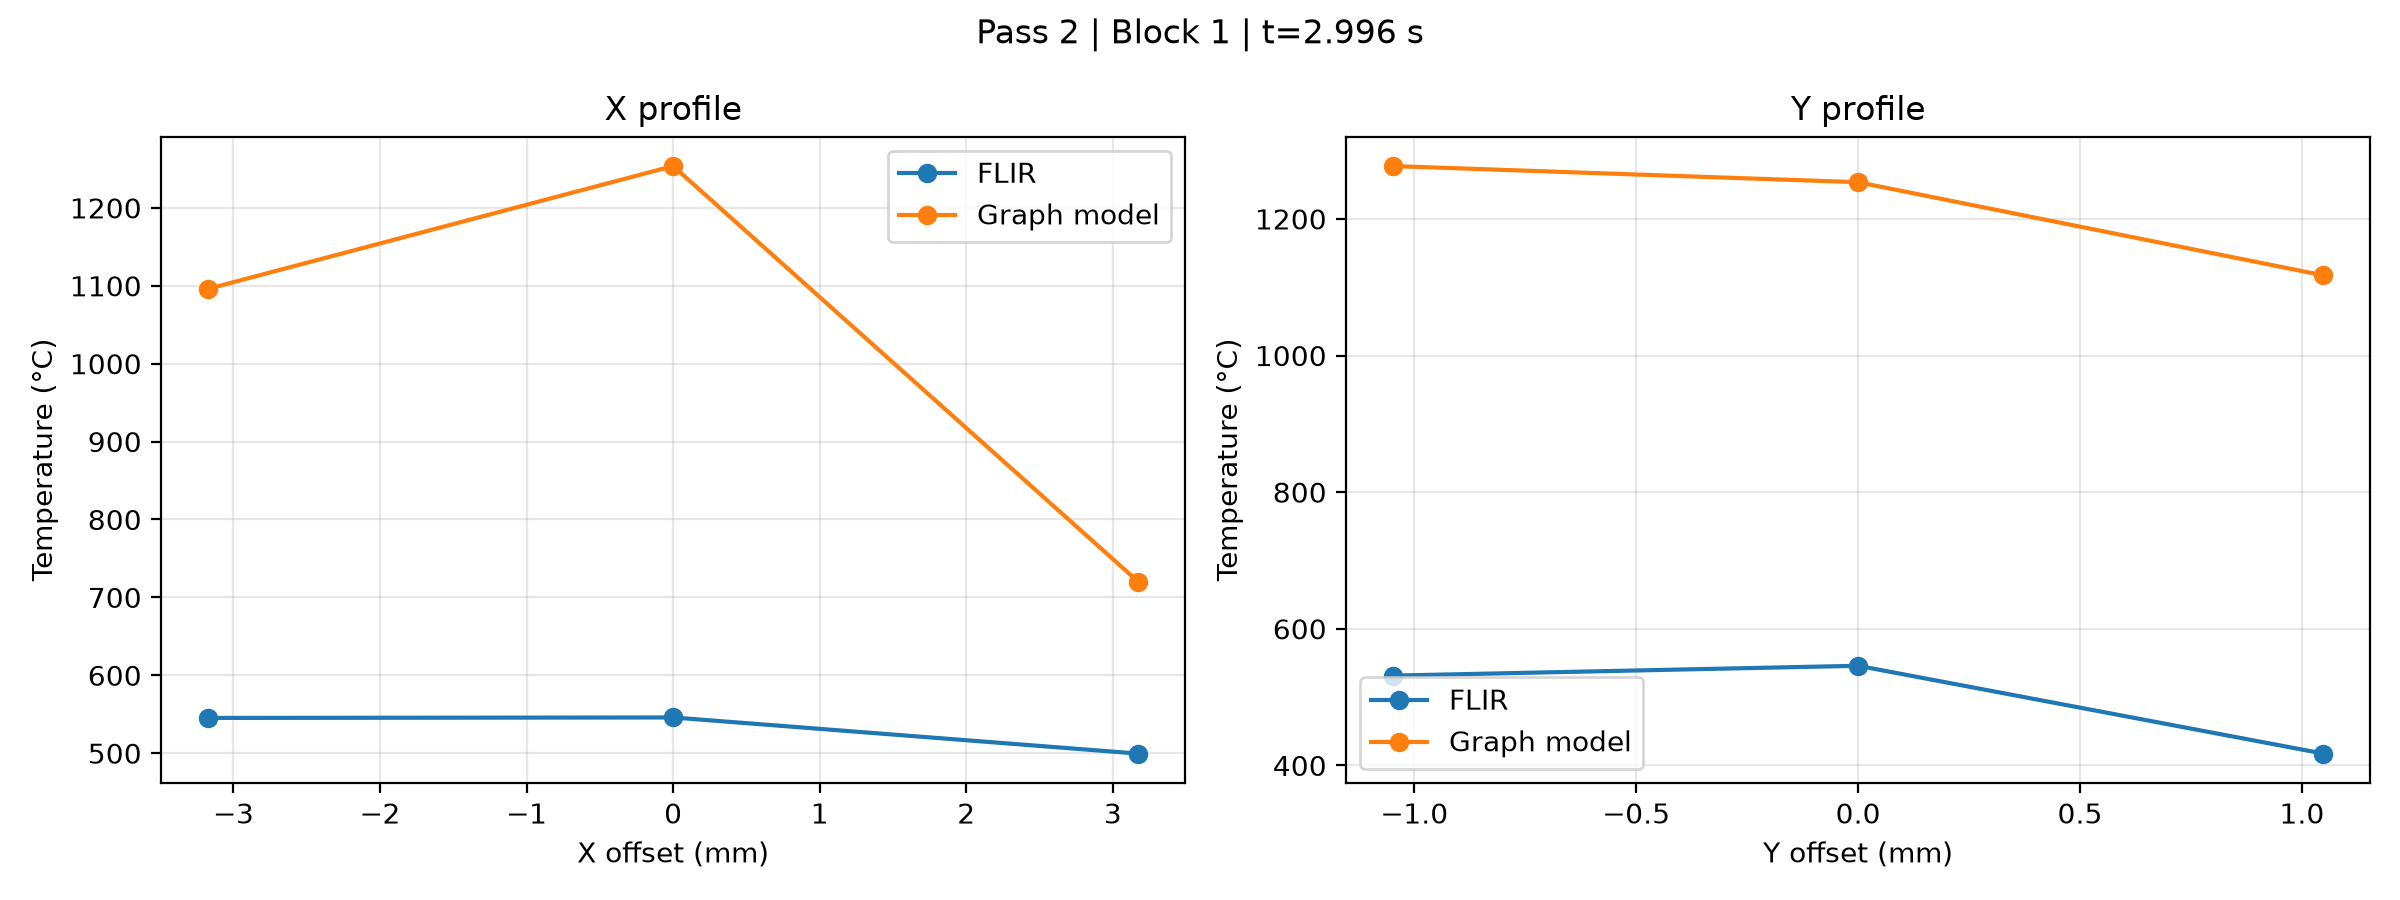 Pass 2 | Block 1 | t=2.996 s
X profile
FLIR
Graph model
1200
1100
1000
900
800
700
600
500
Temperature (°C)
−3
−2
−1
0
1
2
3
X offset (mm)
Y profile
FLIR
Graph model
1200
1000
800
600
400
Temperature (°C)
−1.0
−0.5
0.0
0.5
1.0
Y offset (mm)